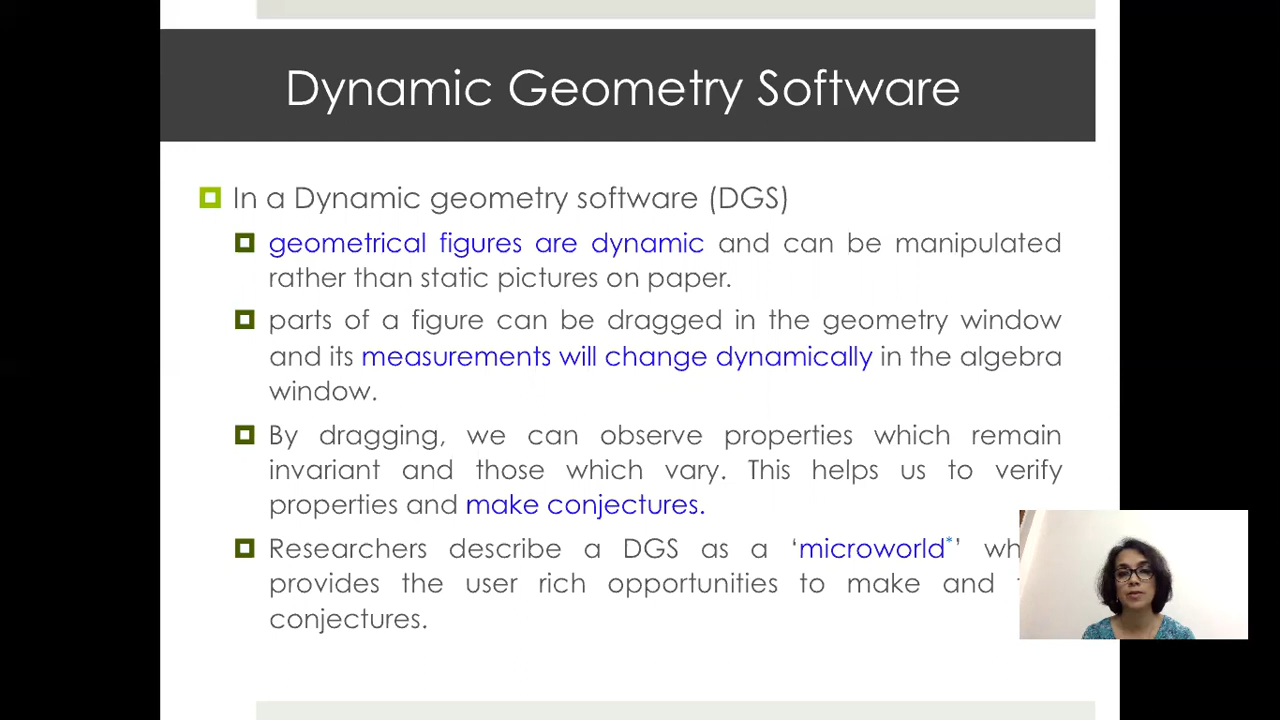 Dynamic Geometry Software
In a Dynamic geometry software (DGS)
geometrical figures are dynamic and can be manipulated
rather than static pictures on paper.
parts of a figure can be dragged in the geometry window
and its measurements will change dynamically in the algebra
window.
By dragging, we can observe properties which remain
invariant and those which vary. This helps us to verify
properties and make conjectures.
Researchers describe a DGS as a ‘microworld*’
provides the user rich opportunities to make and
conjectures.